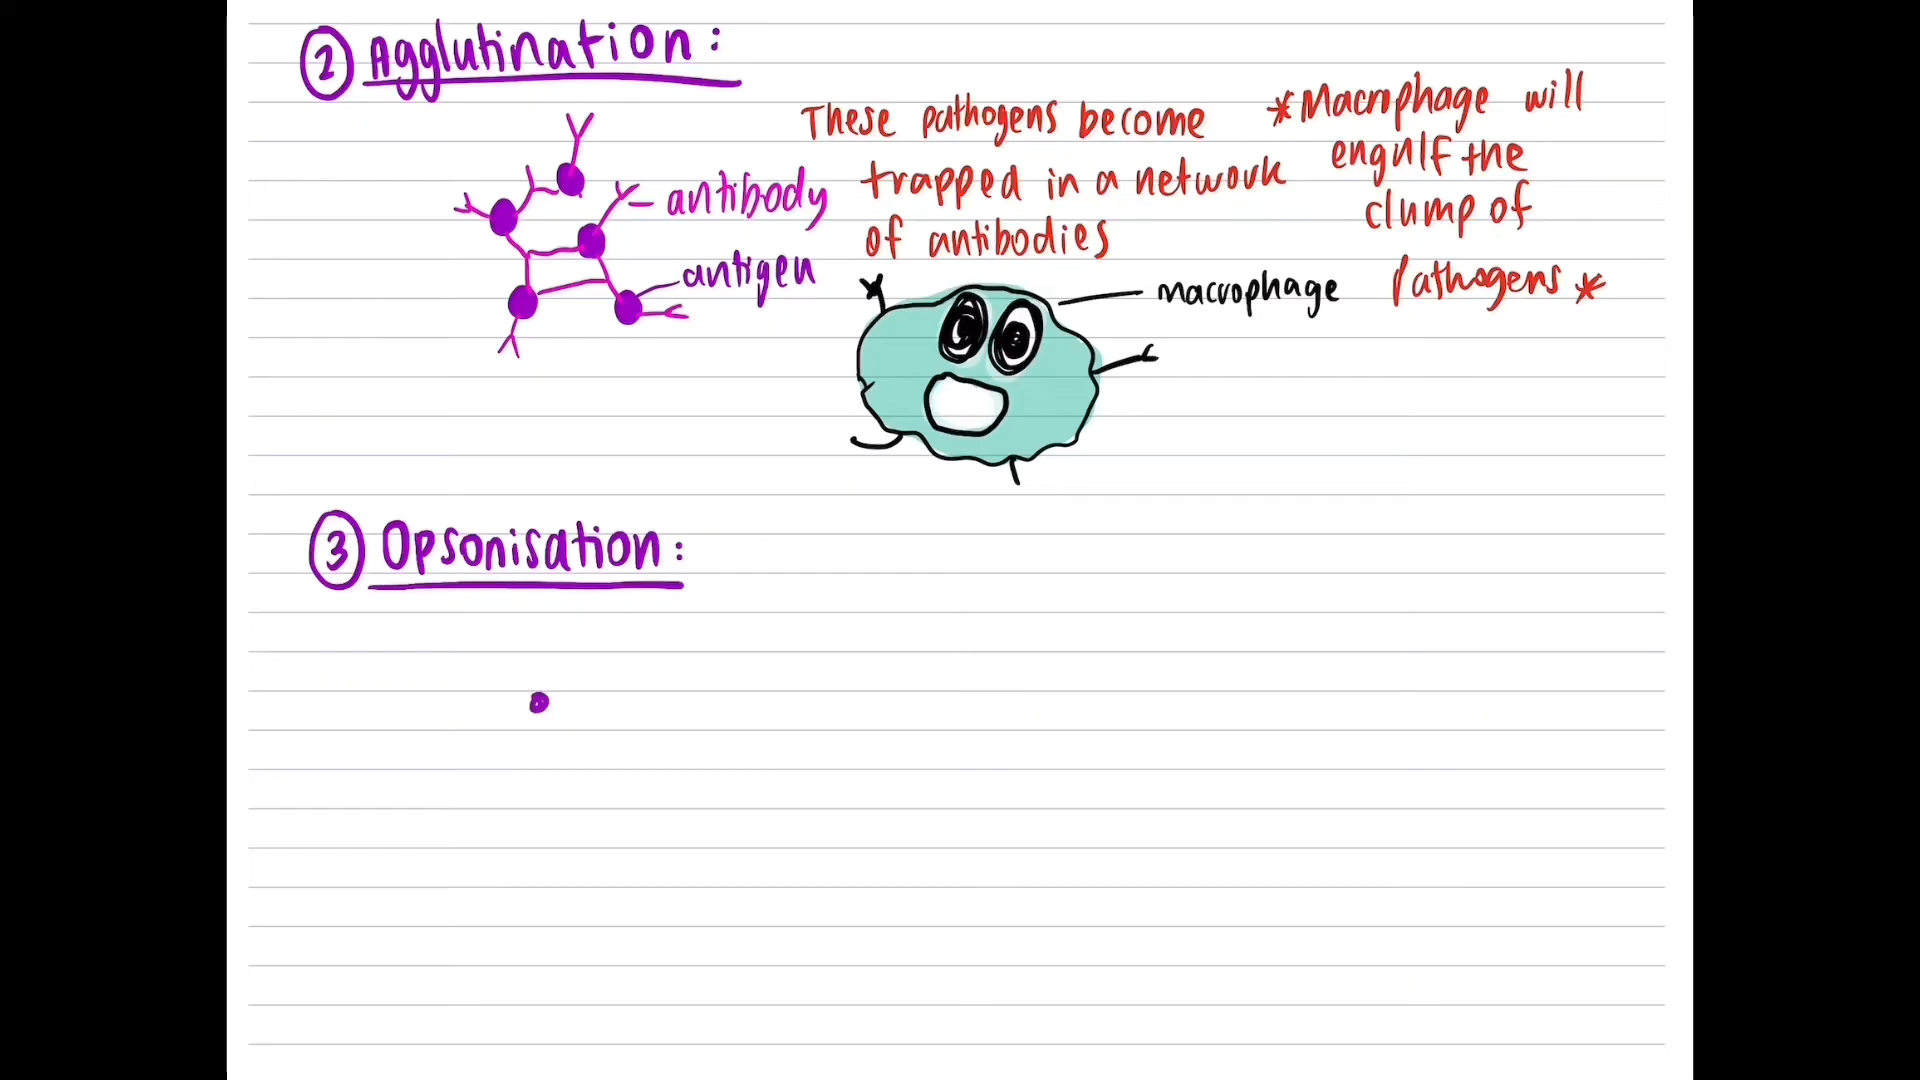 ② Agglutination:
These pathogens become
trapped in a network
of antibodies
*Macrophage will
engulf the
clump of
Pathogens*
antibody
antigen
macrophage
③ Opsonisation: